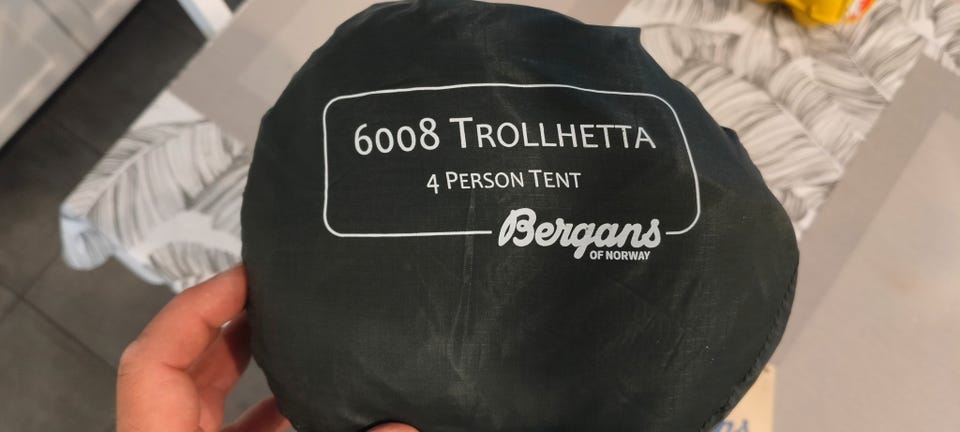 6008 TROLLHETTA
4 PERSON TENT
Bergans
OF NORWAY